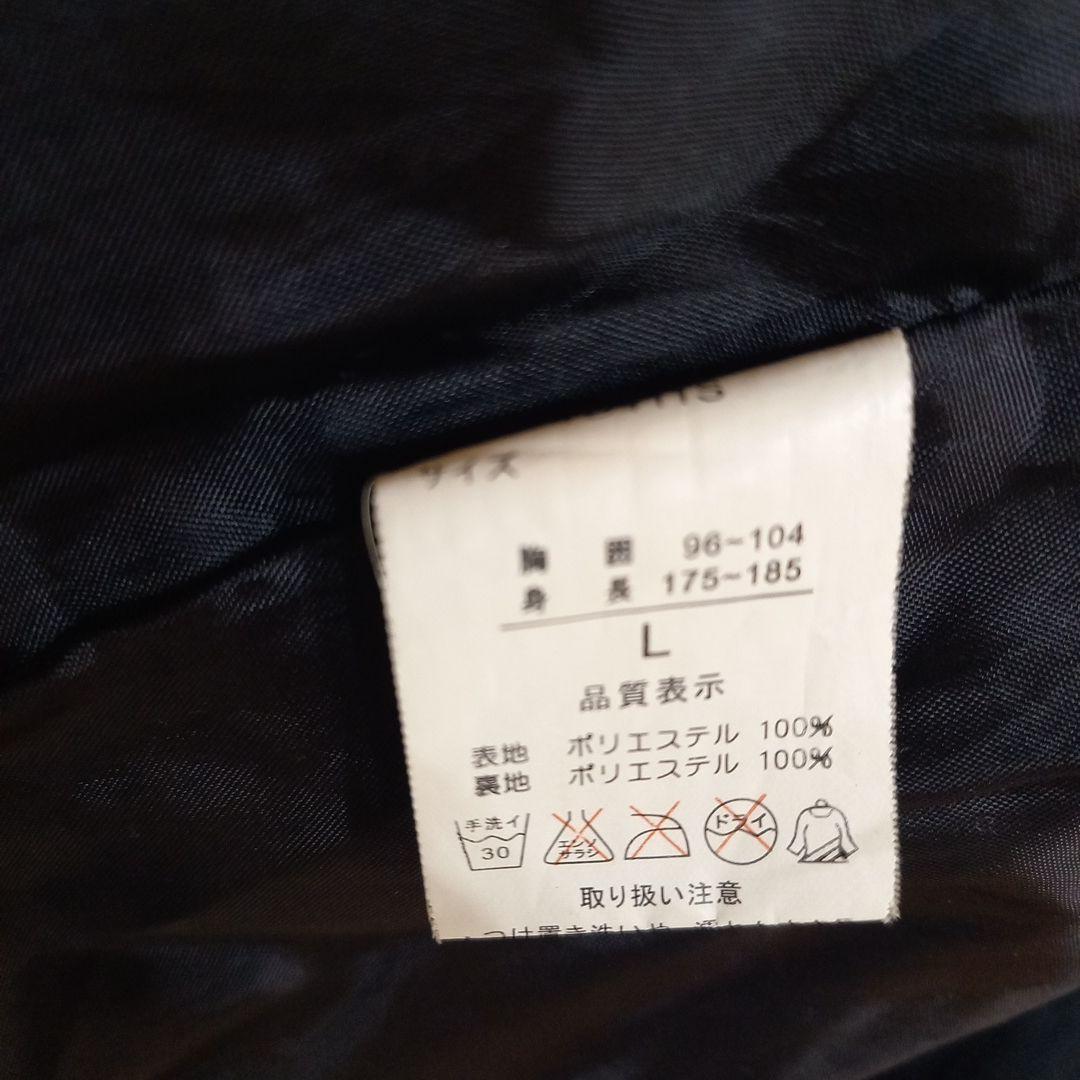 サイズ
胸囲 96~104
身長 175~185
L
品質表示
表地 ポリエステル 100%
裏地 ポリエステル 100%
手洗イ 30 エンソサラシ ドライ
取り扱い注意